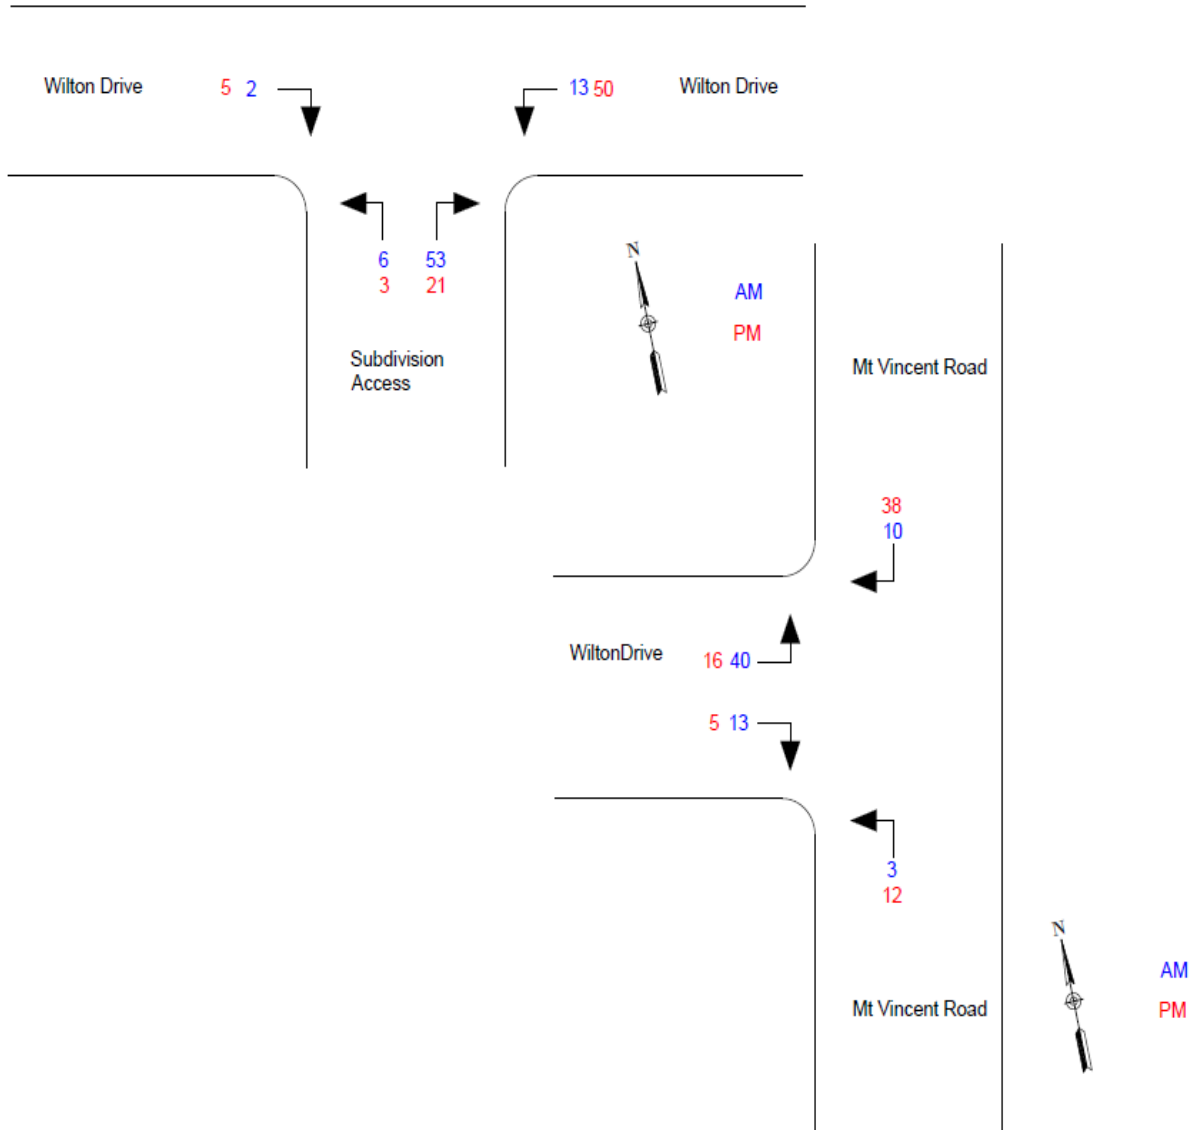 Wilton Drive 5 2 13 50 Wilton Drive
6 53
3 21
N
AM
PM
Subdivision
Access
Mt Vincent Road
38
10
WiltonDrive 16 40
5 13
3
12
N
AM
PM
Mt Vincent Road